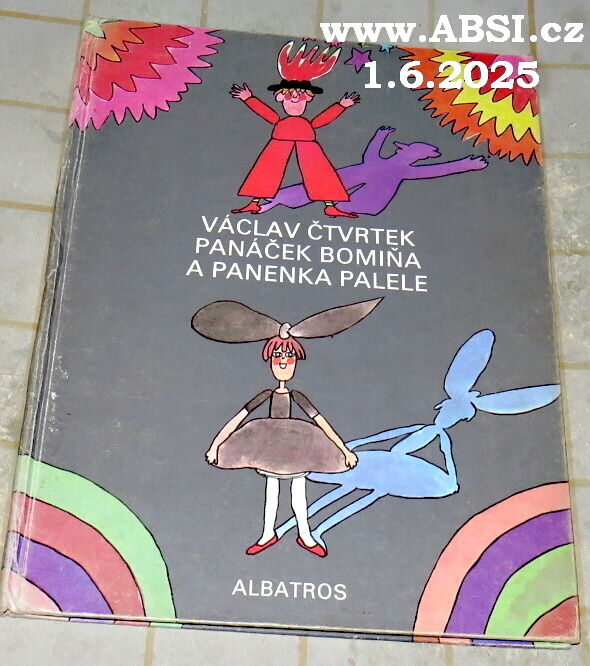 www.ABSI.cz
1.6.2025
VÁCLAV ČTVRTEK
PANÁČEK BOMIŇA
A PANENKA PALELE
ALBATROS